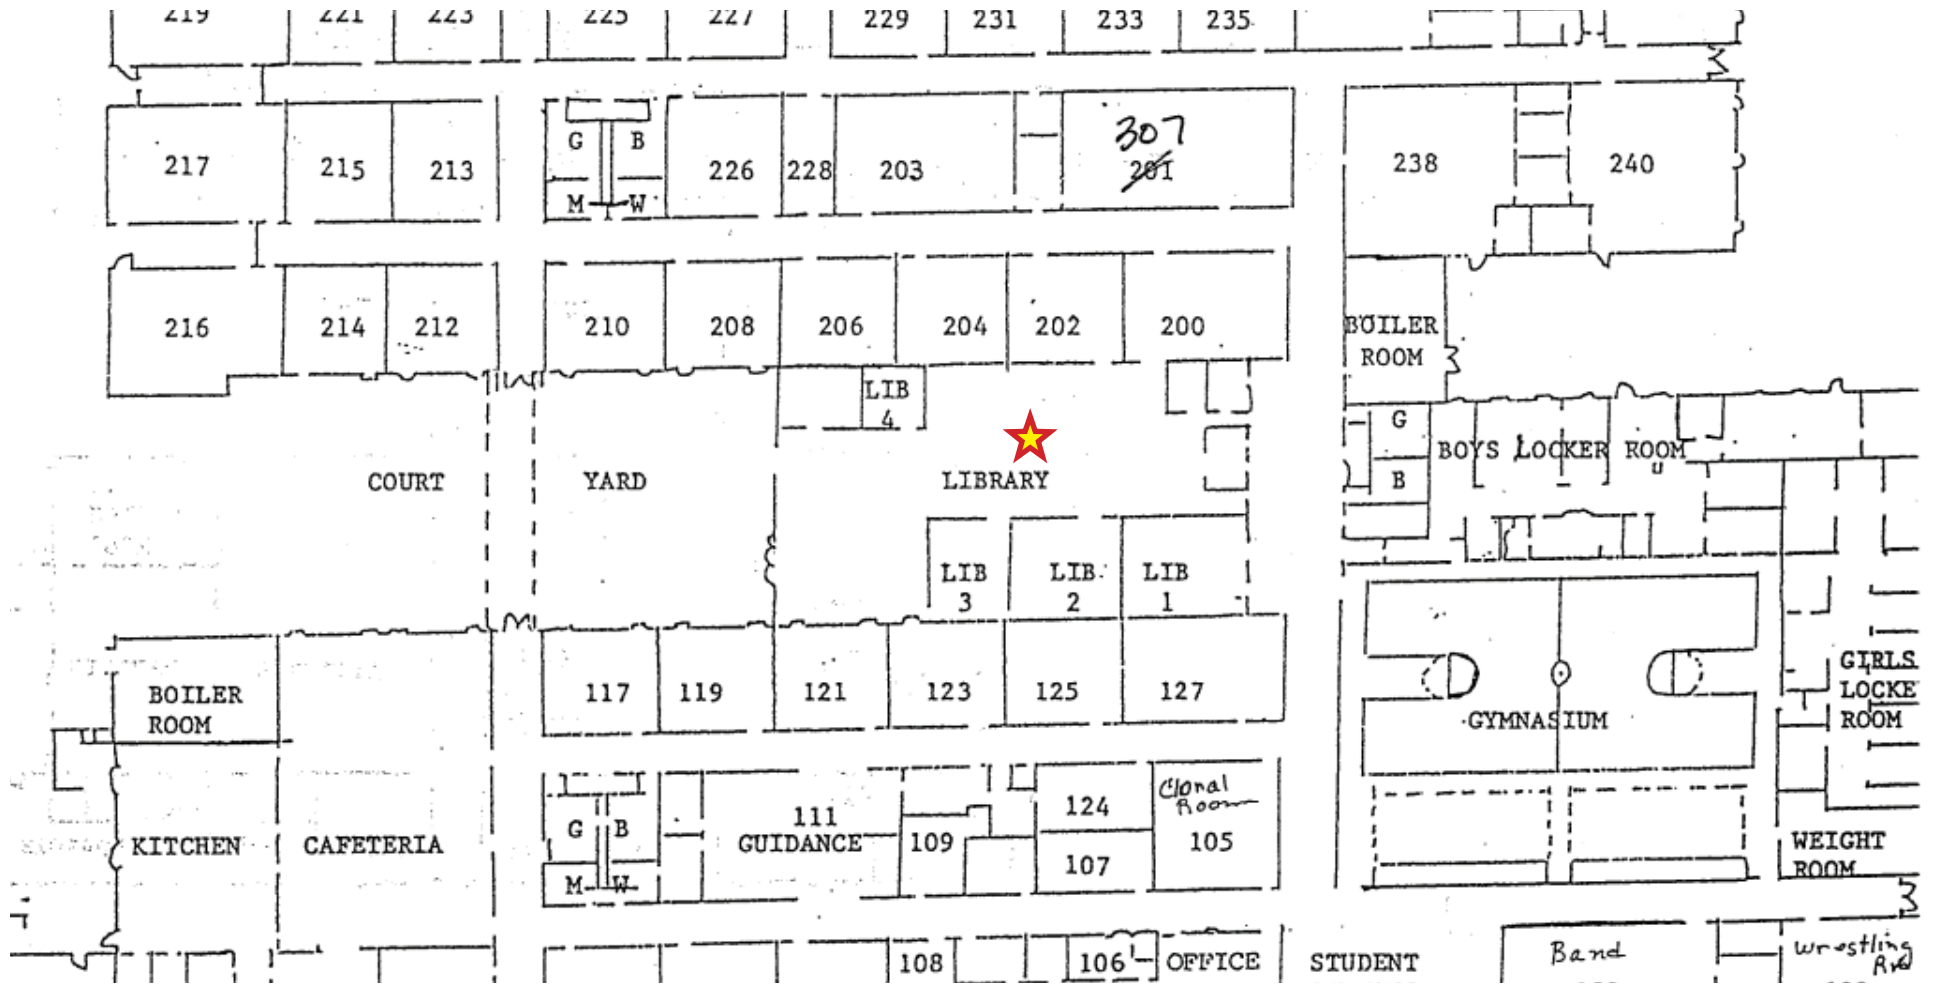 219 221 223 225 227 229 231 233 235
307
217 215 213 G B 226 228 203 201 238 240
M W
216 214 212 210 208 206 204 202 200 BOILER
ROOM
LIB
4
G
BOYS LOCKER ROOM
COURT YARD LIBRARY B
LIB LIB LIB
3 2 1
BOILER
ROOM
117 119 121 123 125 127
GIRLS
LOCKE
ROOM
GYMNASIUM
Clonal
Room
124
111
G B
KITCHEN CAFETERIA GUIDANCE 109 105
WEIGHT
ROOM
107
M W
108 106 OFFICE STUDENT Band Wrestling
Rm